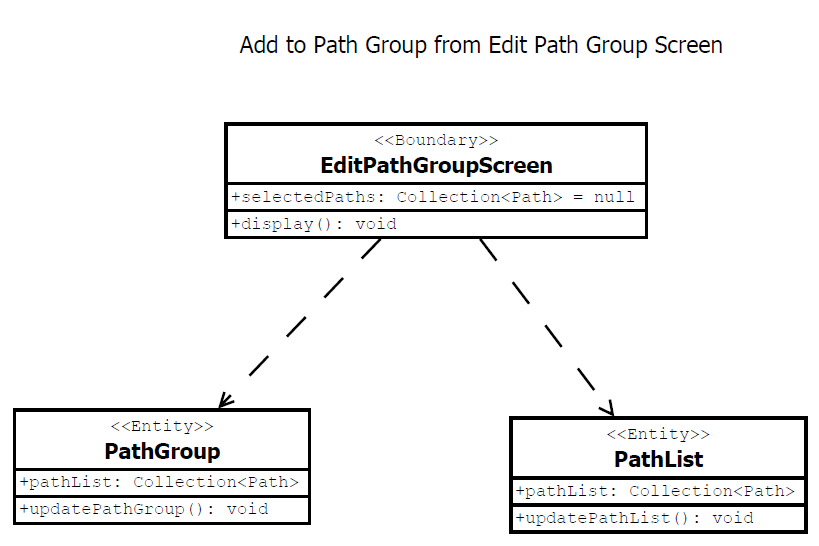 Add to Path Group from Edit Path Group Screen
<<Boundary>>
EditPathGroupScreen
+selectedPaths: Collection<Path> = null
+display(): void
<<Entity>>
PathGroup
+pathList: Collection<Path>
+updatePathGroup(): void
<<Entity>>
PathList
+pathList: Collection<Path>
+updatePathList(): void